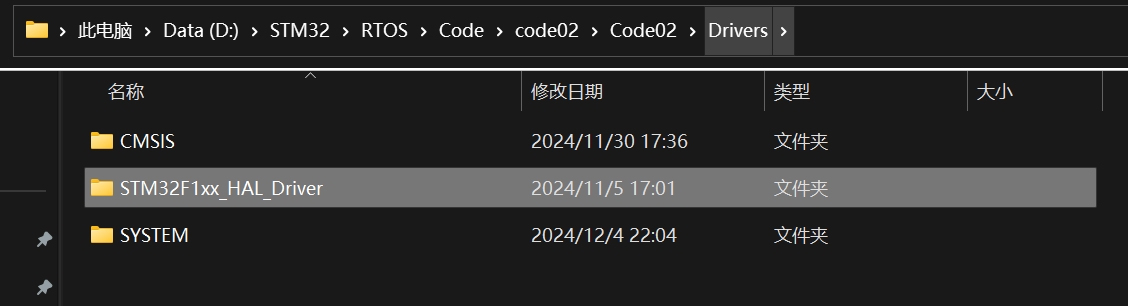 此电脑 › Data (D:) › STM32 › RTOS › Code › code02 › Code02 › Drivers ›
名称 修改日期 类型 大小
CMSIS 2024/11/30 17:36 文件夹
STM32F1xx_HAL_Driver 2024/11/5 17:01 文件夹
SYSTEM 2024/12/4 22:04 文件夹